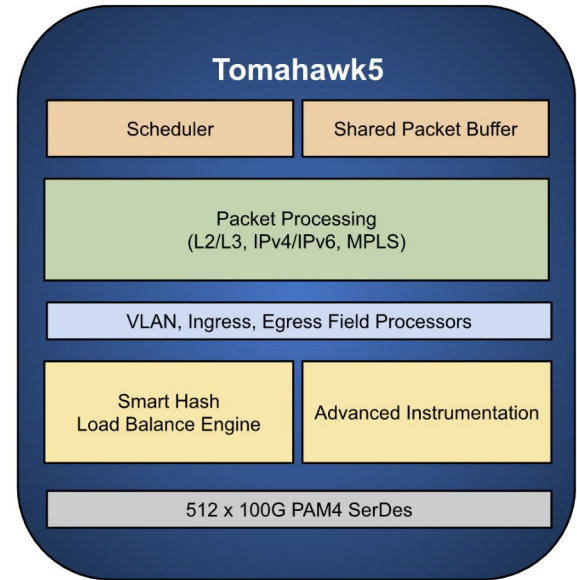 Tomahawk5
Scheduler
Shared Packet Buffer
Packet Processing
(L2/L3, IPv4/IPv6, MPLS)
VLAN, Ingress, Egress Field Processors
Smart Hash
Load Balance Engine
Advanced Instrumentation
512 x 100G PAM4 SerDes